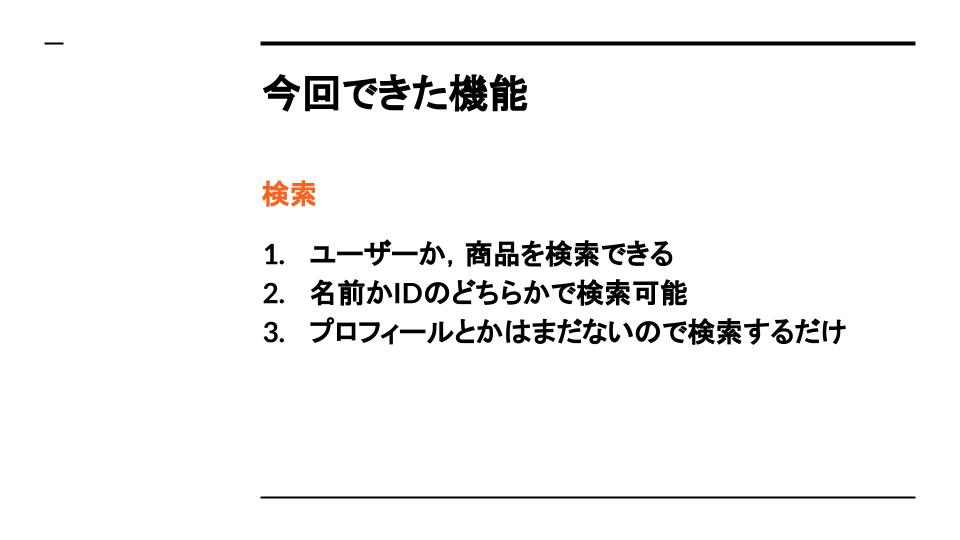 今回できた機能
検索
1. ユーザーか, 商品を検索できる
2. 名前かIDのどちらかで検索可能
3. プロフィールとかはまだないので検索するだけ